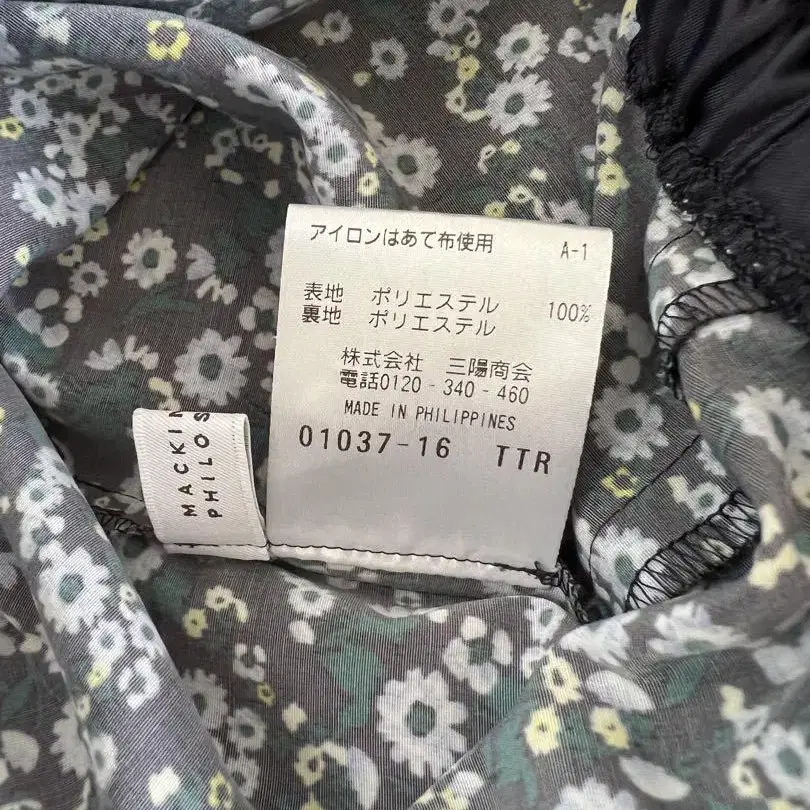 アイロンはあて布使用 A-1
表地 ポリエステル 100%
裏地 ポリエステル
株式会社 三陽商会
電話0120-340-460
MADE IN PHILIPPINES
01037-16 TTR